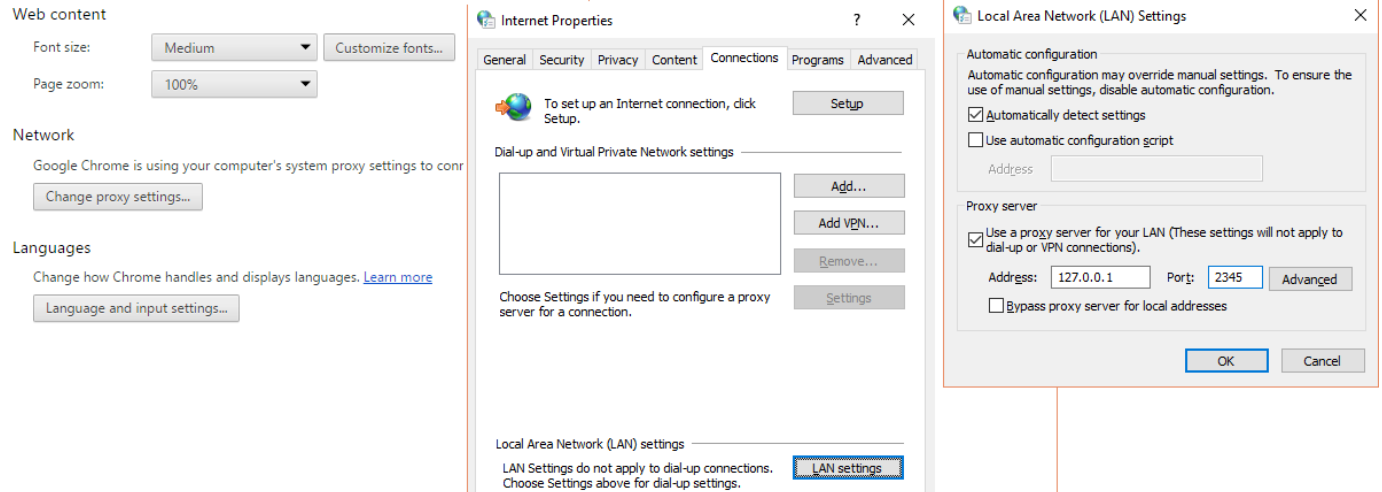 Web content
Font size:
Medium
Customize fonts...
Page zoom:
100%
Network
Google Chrome is using your computer's system proxy settings to conr
Change proxy settings...
Languages
Change how Chrome handles and displays languages. Learn more
Language and input settings...
Internet Properties
?
General Security Privacy Content Connections Programs Advanced
To set up an Internet connection, click
Setup.
Setup
Dial-up and Virtual Private Network settings
Add...
Add VPN...
Remove...
Choose Settings if you need to configure a proxy
server for a connection.
Settings
Local Area Network (LAN) settings
LAN Settings do not apply to dial-up connections.
Choose Settings above for dial-up settings.
LAN settings
Local Area Network (LAN) Settings
Automatic configuration
Automatic configuration may override manual settings. To ensure the
use of manual settings, disable automatic configuration.
Automatically detect settings
Use automatic configuration script
Address
Proxy server
Use a proxy server for your LAN (These settings will not apply to
dial-up or VPN connections).
Address: 127.0.0.1 Port: 2345 Advanced
Bypass proxy server for local addresses
OK Cancel